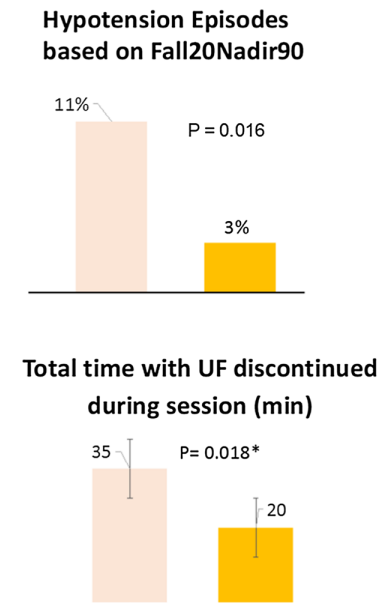 Hypotension Episodes
based on Fall20Nadir90
11%
P = 0.016
3%
Total time with UF discontinued
during session (min)
35
P= 0.018*
20